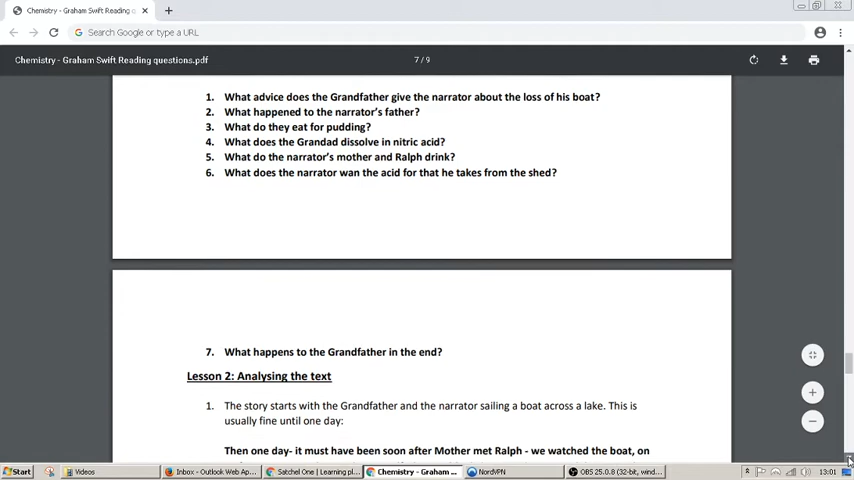 Chemistry - Graham Swift Reading q
Search Google or type a URL
Chemistry - Graham Swift Reading questions.pdf
7 / 9
1. What advice does the Grandfather give the narrator about the loss of his boat?
2. What happened to the narrator's father?
3. What do they eat for pudding?
4. What does the Grandad dissolve in nitric acid?
5. What do the narrator's mother and Ralph drink?
6. What does the narrator wan the acid for that he takes from the shed?
7. What happens to the Grandfather in the end?
Lesson 2: Analysing the text
1. The story starts with the Grandfather and the narrator sailing a boat across a lake. This is
usually fine until one day:
Then one day- it must have been soon after Mother met Ralph - we watched the boat, on
Start
Videos
Inbox - Outlook Web Ap...
Satchel One | Learning pl...
Chemistry - Graham ...
NordVPN
OBS 25.0.8 (32-bit, wind...
13:01